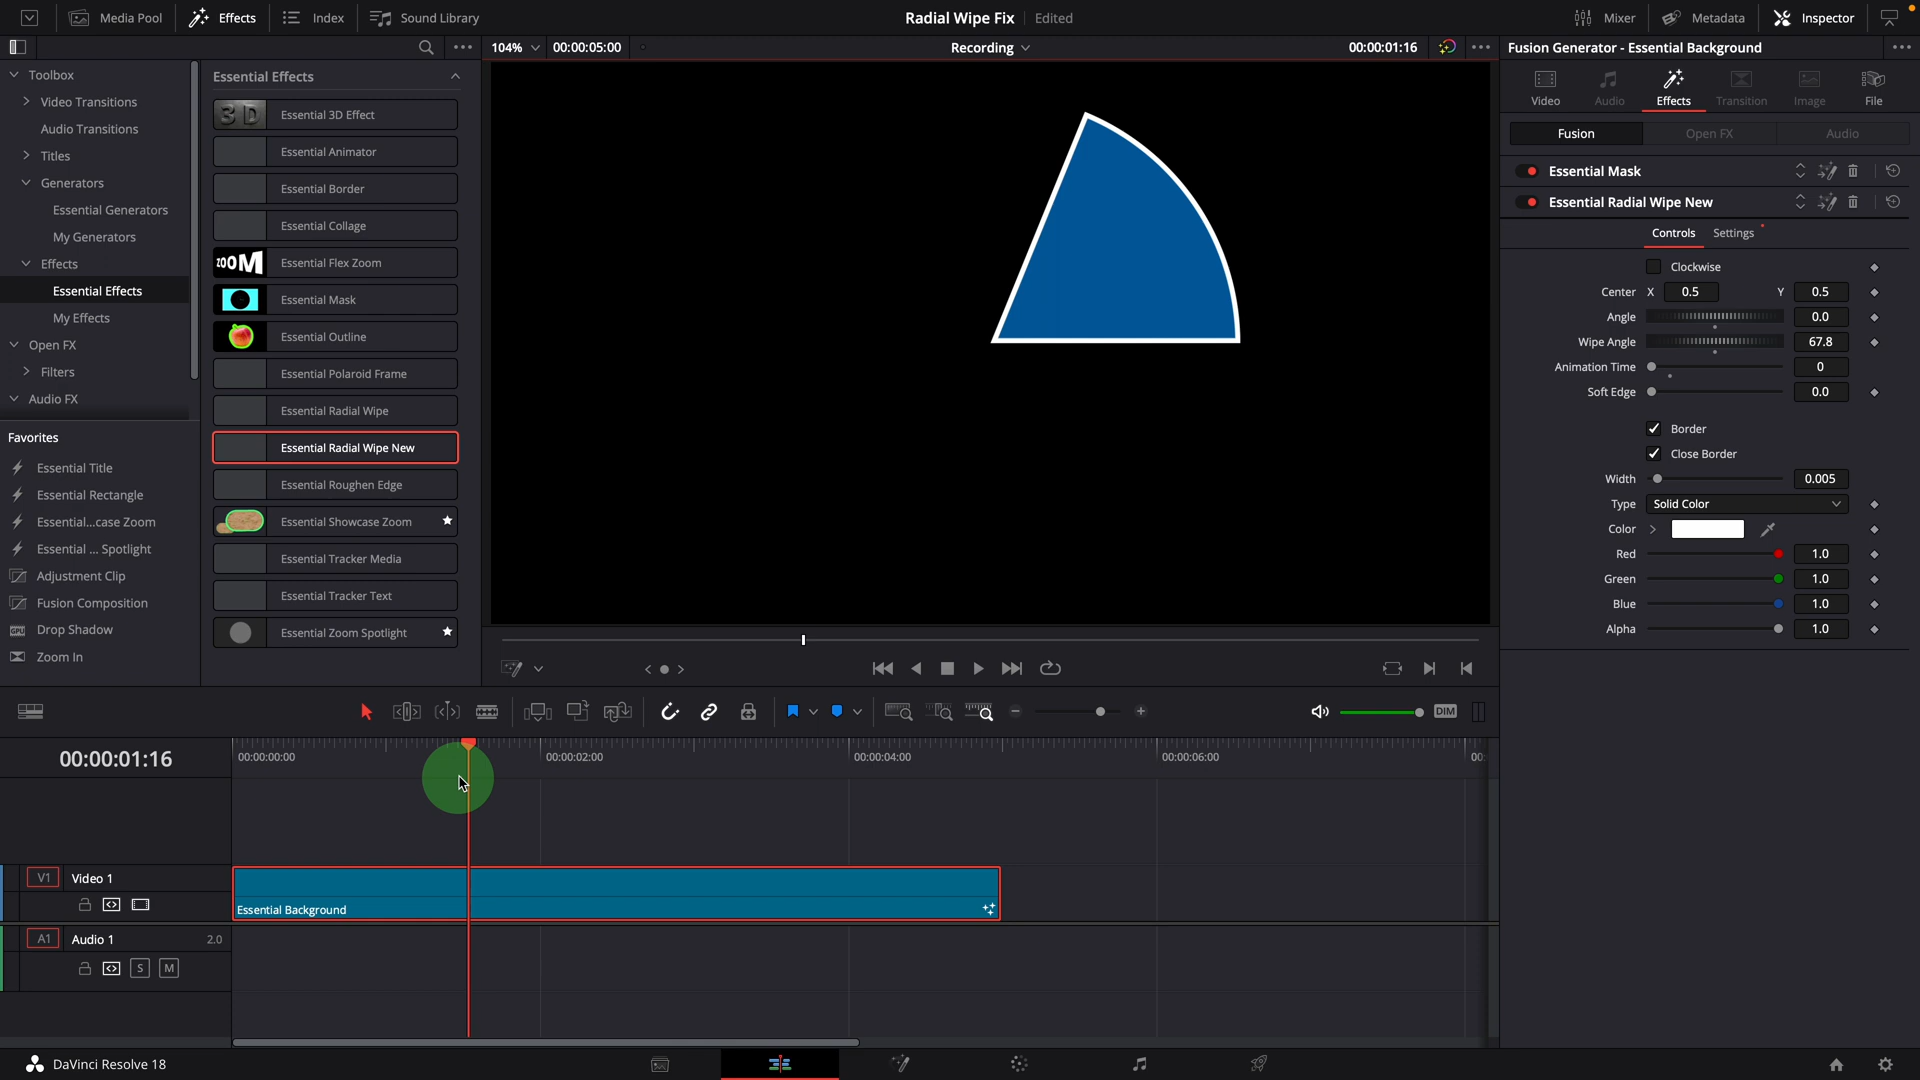 Media Pool Effects Index Sound Library Radial Wipe Fix Edited Mixer Metadata Inspector
104% 00:00:05:00 Recording 00:00:01:16 Fusion Generator - Essential Background
Toolbox
Video Transitions
Audio Transitions
Titles
Generators
Essential Generators
My Generators
Effects
Essential Effects
My Effects
Open FX
Filters
Audio FX
Favorites
Essential Title
Essential Rectangle
Essential...case Zoom
Essential ... Spotlight
Adjustment Clip
Fusion Composition
Drop Shadow
Zoom In
Essential Effects
3D Essential 3D Effect
Essential Animator
Essential Border
Essential Collage
ZOOM Essential Flex Zoom
Essential Mask
Essential Outline
Essential Polaroid Frame
Essential Radial Wipe
Essential Radial Wipe New
Essential Roughen Edge
Essential Showcase Zoom
Essential Tracker Media
Essential Tracker Text
Essential Zoom Spotlight
Video Audio Effects Transition Image File
Fusion Open FX Audio
Essential Mask
Essential Radial Wipe New
Controls Settings
Clockwise
Center X 0.5 Y 0.5
Angle 0.0
Wipe Angle 67.8
Animation Time 0
Soft Edge 0.0
Border
Close Border
Width 0.005
Type Solid Color
Color
Red 1.0
Green 1.0
Blue 1.0
Alpha 1.0
DIM
00:00:01:16 00:00:00:00 00:00:02:00 00:00:04:00 00:00:06:00 00:
V1 Video 1
Essential Background
A1 Audio 1 2.0
S M
DaVinci Resolve 18